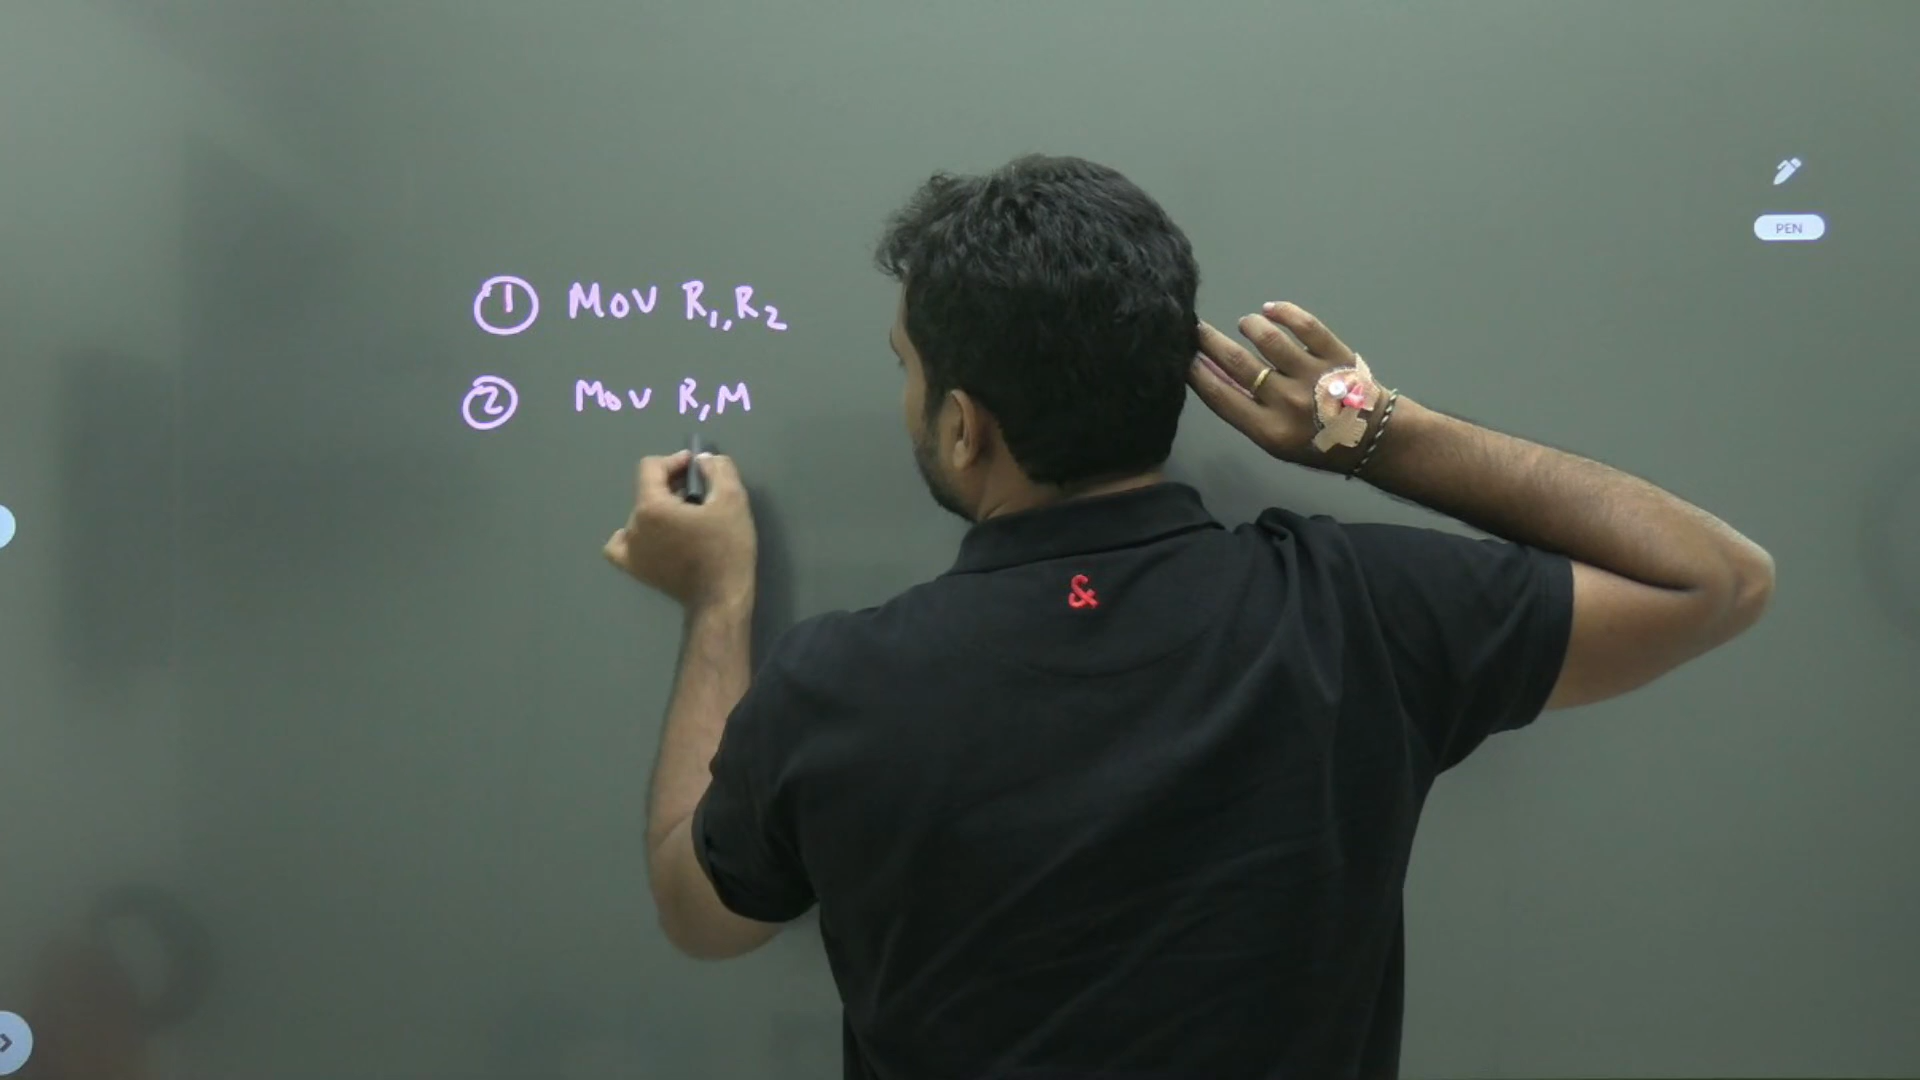 PEN
① MOV R₁,R₂
② MOV R,M
&